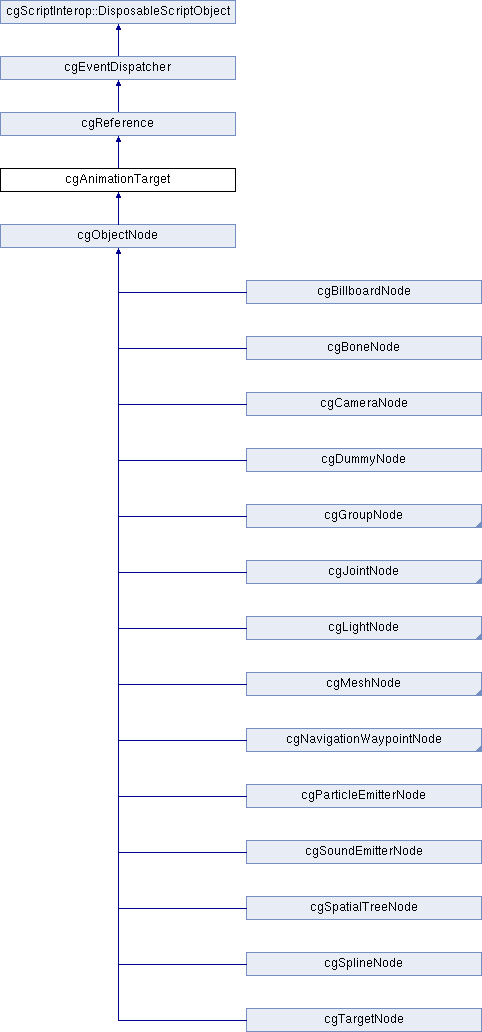 cgScriptInterop::DisposableScriptObject
cgEventDispatcher
cgReference
cgAnimationTarget
cgObjectNode
cgBillboardNode
cgBoneNode
cgCameraNode
cgDummyNode
cgGroupNode
cgJointNode
cgLightNode
cgMeshNode
cgNavigationWaypointNode
cgParticleEmitterNode
cgSoundEmitterNode
cgSpatialTreeNode
cgSplineNode
cgTargetNode